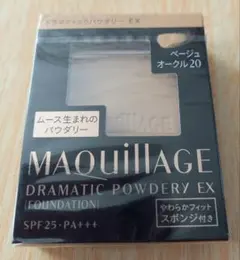 ドラマティックパウダリー EX
ベージュ
オークル20
ムース生まれの
パウダリー
MAQuillAGE
DRAMATIC POWDERY EX
(FOUNDATION)
SPF25・PA+++
やわらかフィット
スポンジ付き